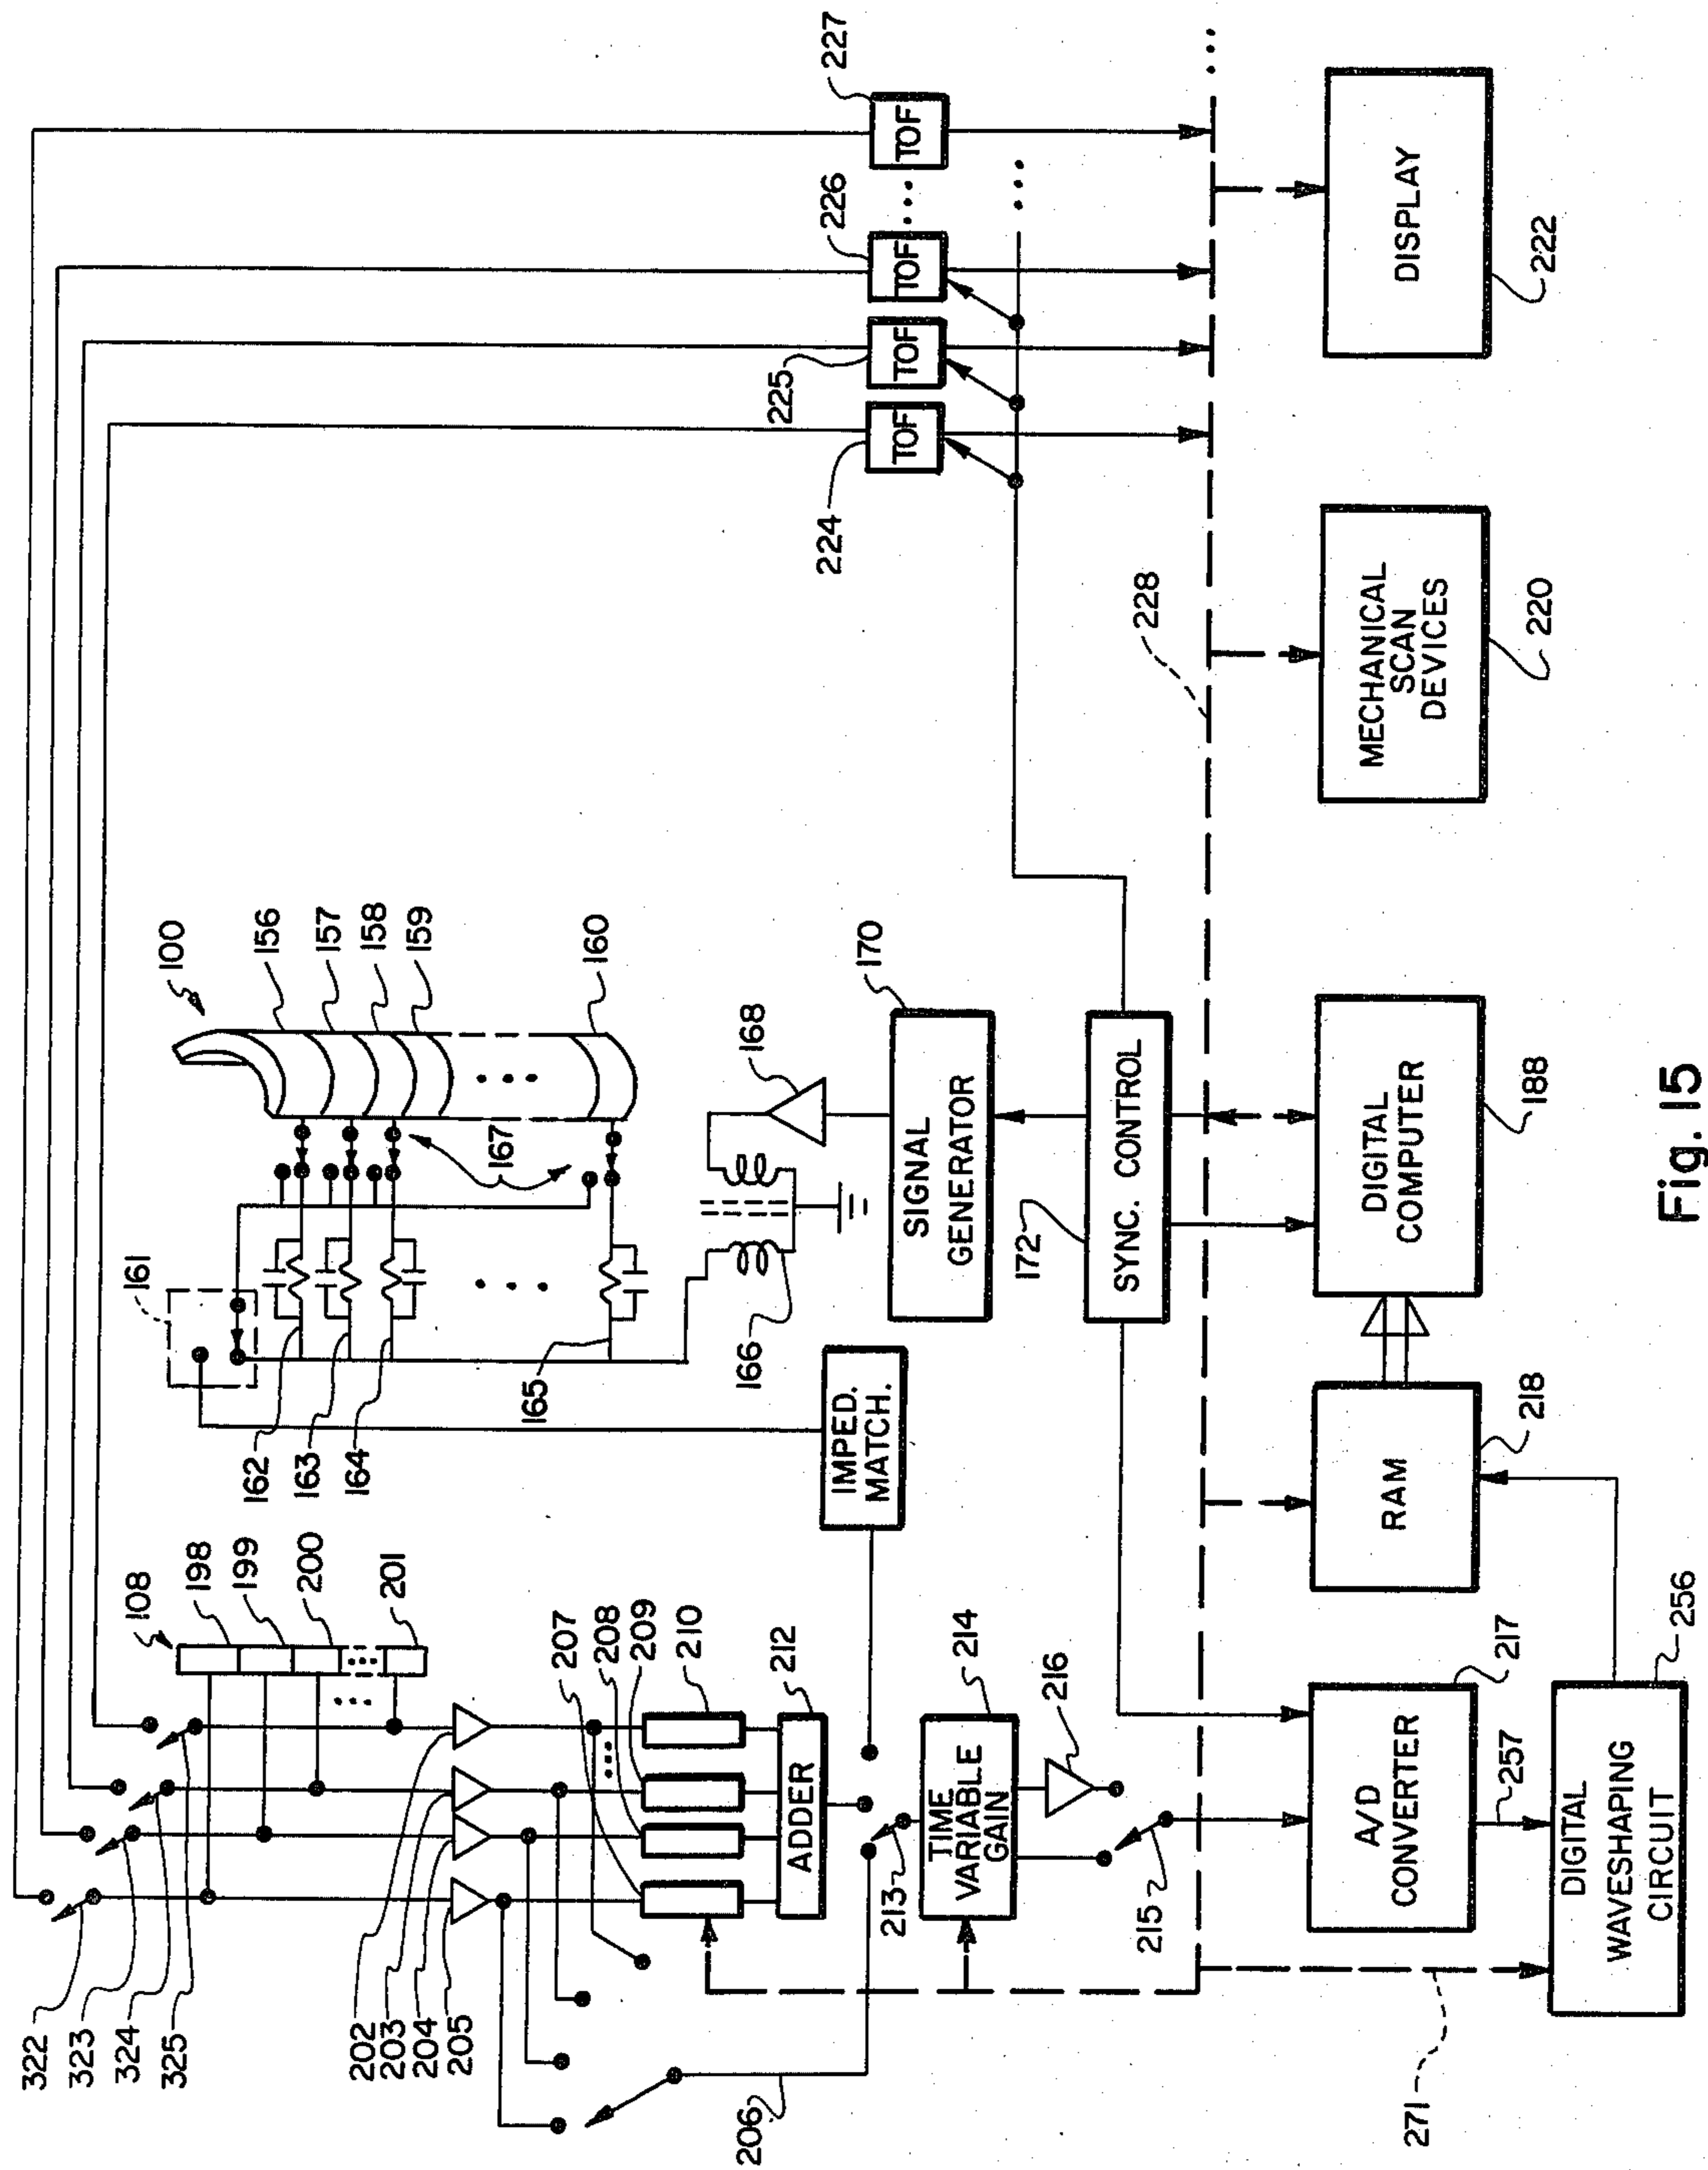 322
323
324
325
108
198
199
200
201
202
203
204
205
206
207
208
209
210
212
ADDER
213
TIME
VARIABLE
GAIN
214
215
216
A/D
CONVERTER
217
257
DIGITAL
WAVESHAPING
CIRCUIT
256
271
161
162
163
164
165
166
IMPED.
MATCH.
100
156
157
158
159
160
167
168
170
SIGNAL
GENERATOR
172
SYNC. CONTROL
RAM
218
DIGITAL
COMPUTER
188
224
TOF
225
TOF
226
TOF
227
TOF
228
MECHANICAL
SCAN
DEVICES
220
DISPLAY
222
Fig. 15